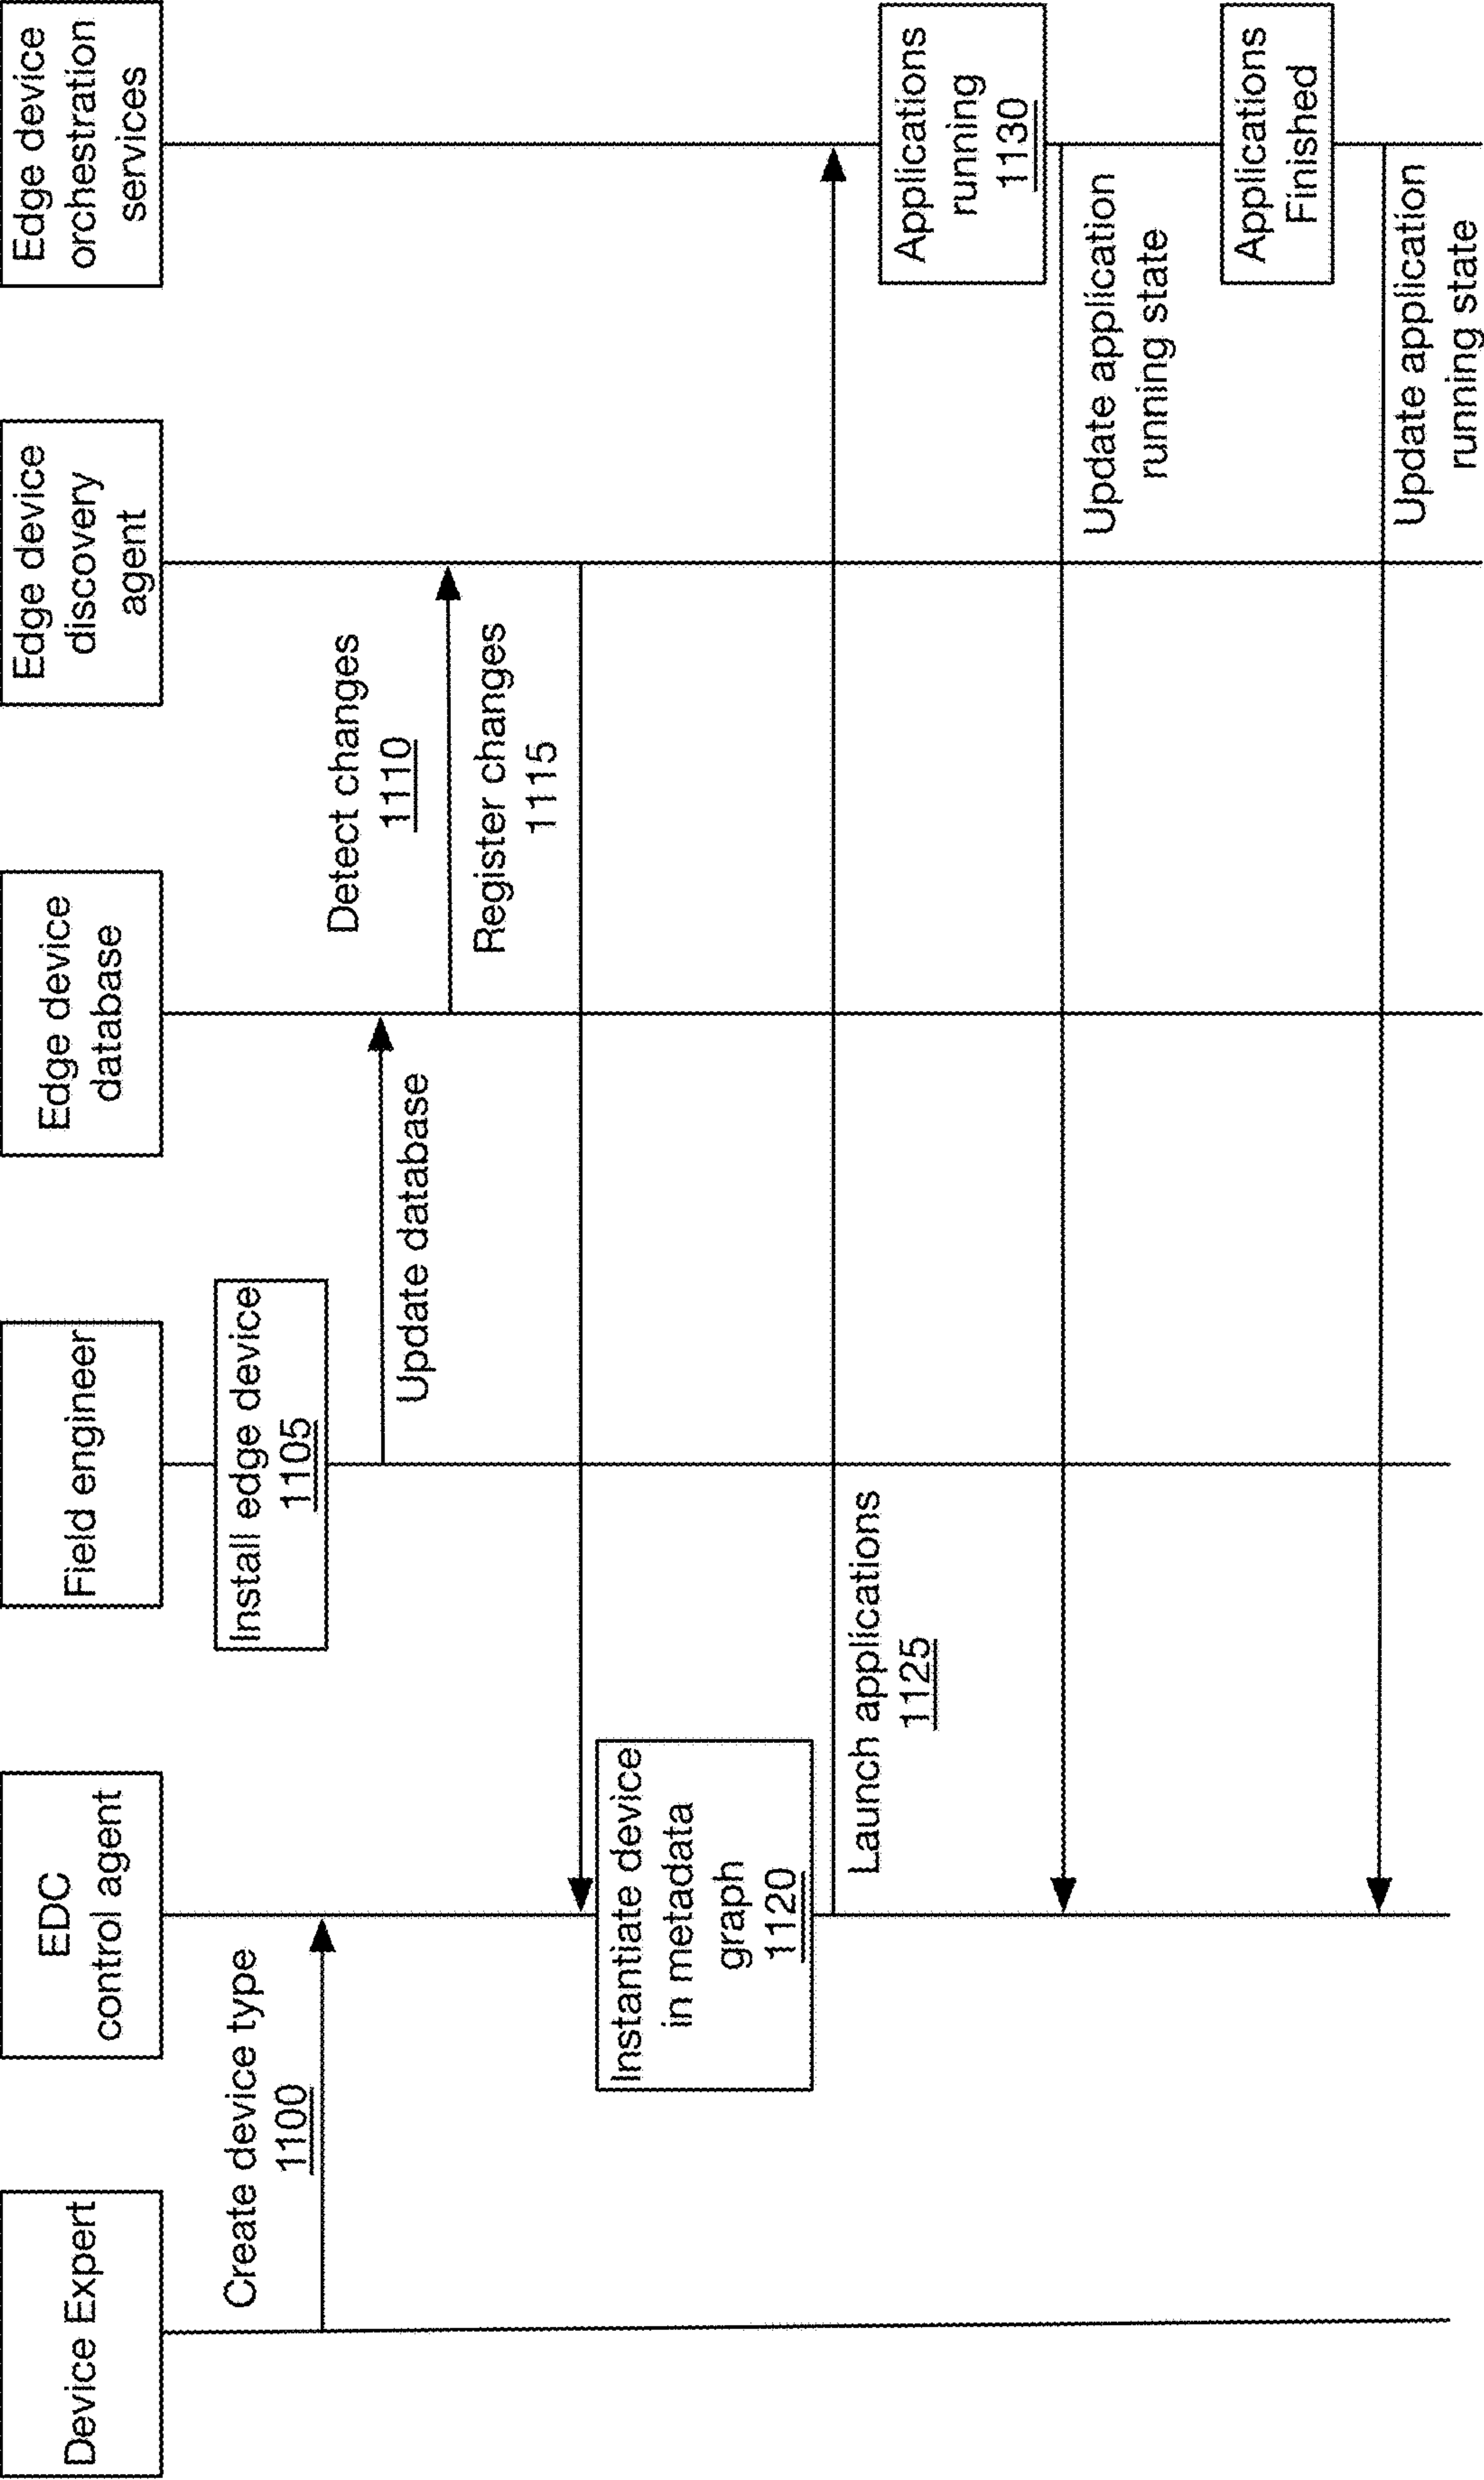 Device Expert
EDC
control agent
Field engineer
Edge device
database
Edge device
discovery
agent
Edge device
orchestration
services
Create device type
1100
Install edge device
1105
Update database
Detect changes
1110
Register changes
1115
Instantiate device
in metadata
graph
1120
Launch applications
1125
Applications
running
1130
Update application
running state
Applications
Finished
Update application
running state